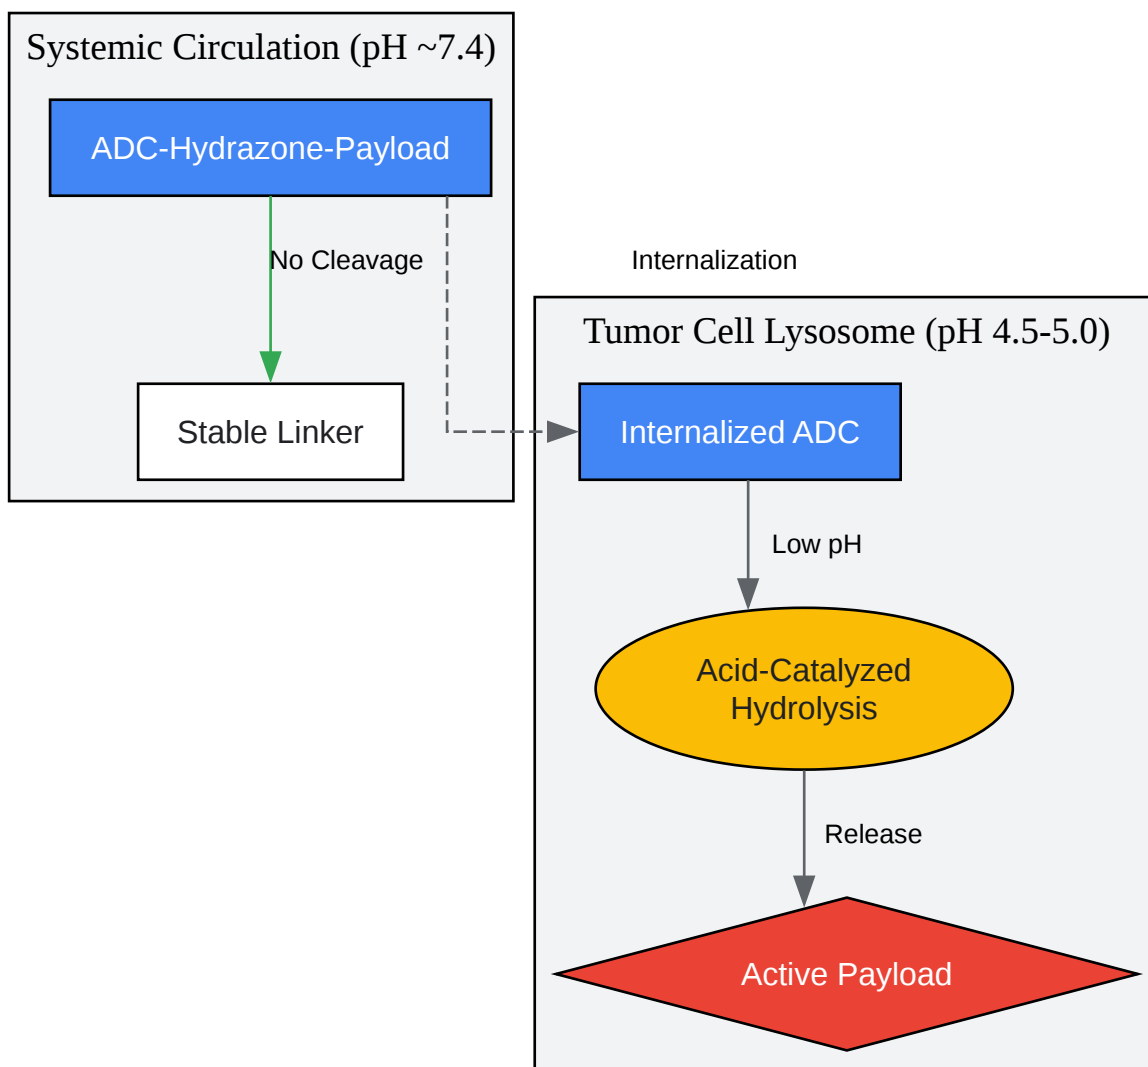 Systemic Circulation (pH ~7.4)
ADC-Hydrazone-Payload
No Cleavage
Stable Linker
Internalization
Tumor Cell Lysosome (pH 4.5-5.0)
Internalized ADC
Low pH
Acid-Catalyzed
Hydrolysis
Release
Active Payload